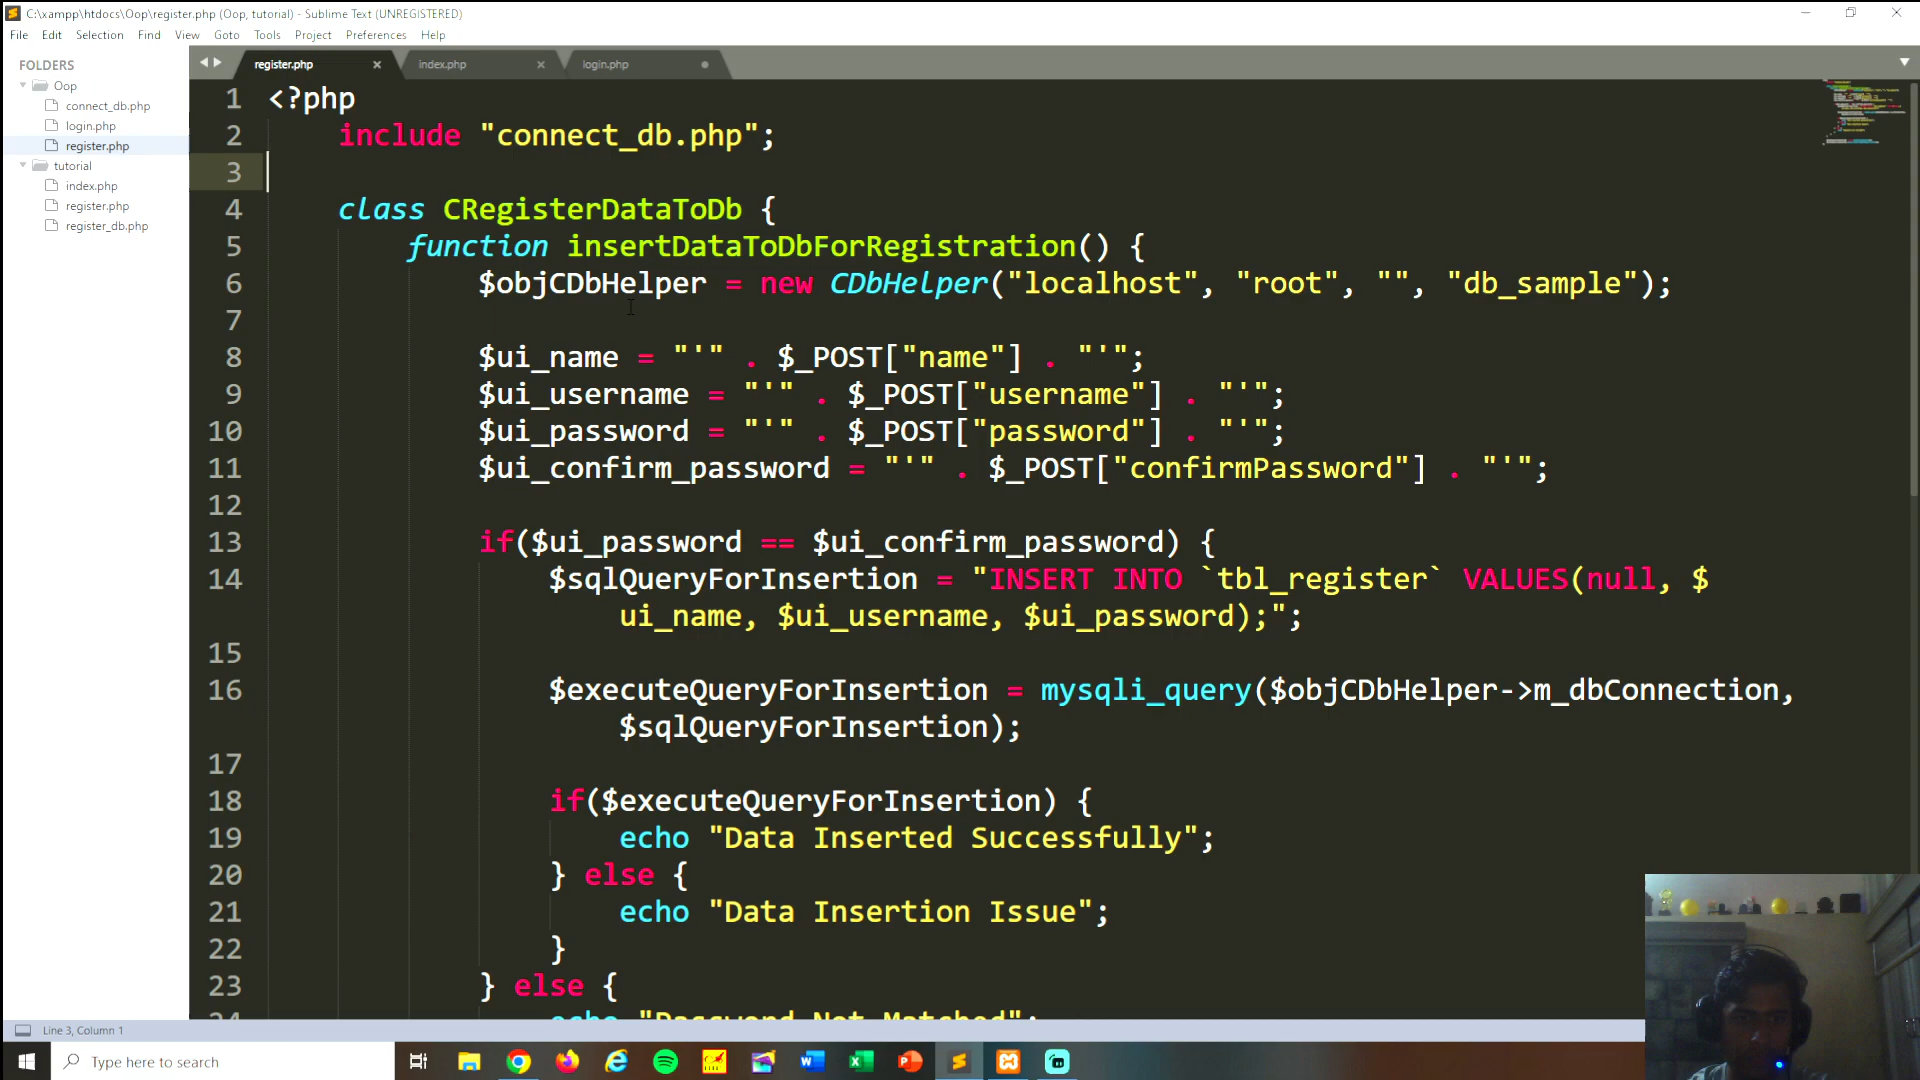 C:\xampp\htdocs\Oop\register.php (Oop, tutorial) - Sublime Text (UNREGISTERED)
File Edit Selection Find View Goto Tools Project Preferences Help
FOLDERS
Oop
connect_db.php
login.php
register.php
tutorial
index.php
register.php
register_db.php
register.php index.php login.php
1 <?php
2 include "connect_db.php";
3
4 class CRegisterDataToDb {
5 function insertDataToDbForRegistration() {
6 $objCDbHelper = new CDbHelper("localhost", "root", "", "db_sample");
7
8 $ui_name = "'" . $_POST["name"] . "'";
9 $ui_username = "'" . $_POST["username"] . "'";
10 $ui_password = "'" . $_POST["password"] . "'";
11 $ui_confirm_password = "'" . $_POST["confirmPassword"] . "'";
12
13 if($ui_password == $ui_confirm_password) {
14 $sqlQueryForInsertion = "INSERT INTO `tbl_register` VALUES(null, $
ui_name, $ui_username, $ui_password);";
15
16 $executeQueryForInsertion = mysqli_query($objCDbHelper->m_dbConnection,
$sqlQueryForInsertion);
17
18 if($executeQueryForInsertion) {
19 echo "Data Inserted Successfully";
20 } else {
21 echo "Data Insertion Issue";
22 }
23 } else {
24 echo "Password Not Matched";
Line 3, Column 1
Type here to search